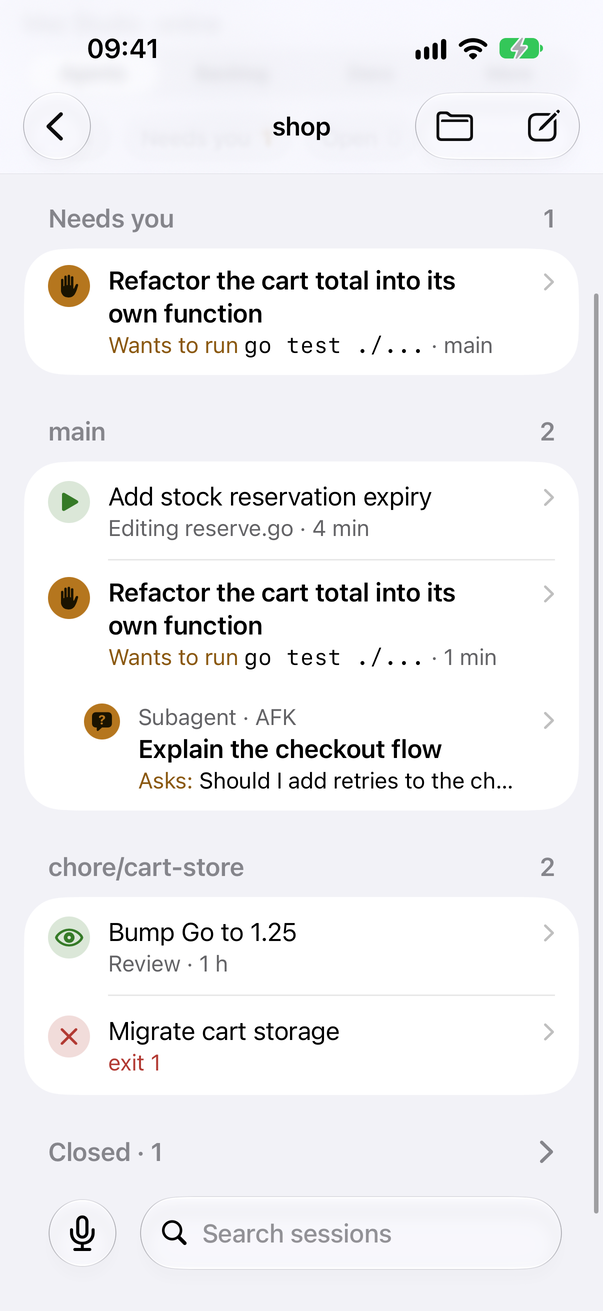 09:41
shop
Needs you 1
Refactor the cart total into its
own function
Wants to run go test ./... · main
main 2
Add stock reservation expiry
Editing reserve.go · 4 min
Refactor the cart total into its
own function
Wants to run go test ./... · 1 min
Subagent · AFK
Explain the checkout flow
Asks: Should I add retries to the ch...
chore/cart-store 2
Bump Go to 1.25
Review · 1 h
Migrate cart storage
exit 1
Closed · 1
Search sessions